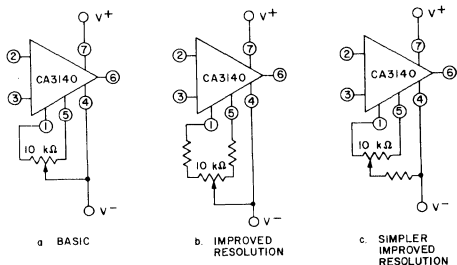 V+
7
2
CA3140
6
3
4
1
5
10 kΩ
V-
a BASIC
V+
7
2
CA3140
6
3
4
1
5
10 kΩ
V-
b. IMPROVED
RESOLUTION
V+
7
2
CA3140
6
3
4
1
5
10 kΩ
V-
c. SIMPLER
IMPROVED
RESOLUTION